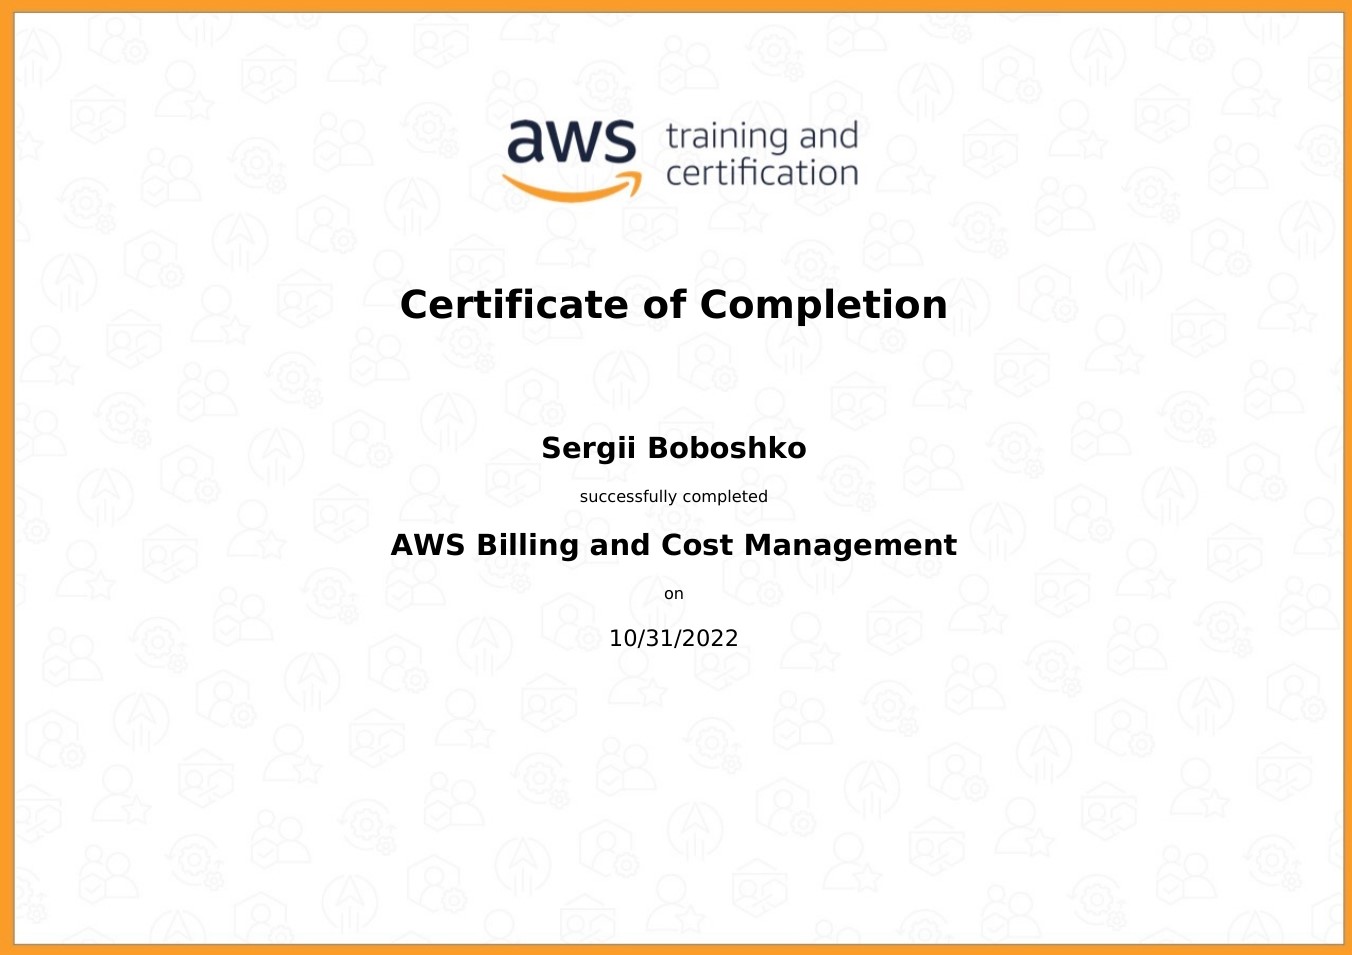 aws training and
certification
Certificate of Completion
Sergii Boboshko
successfully completed
AWS Billing and Cost Management
on
10/31/2022